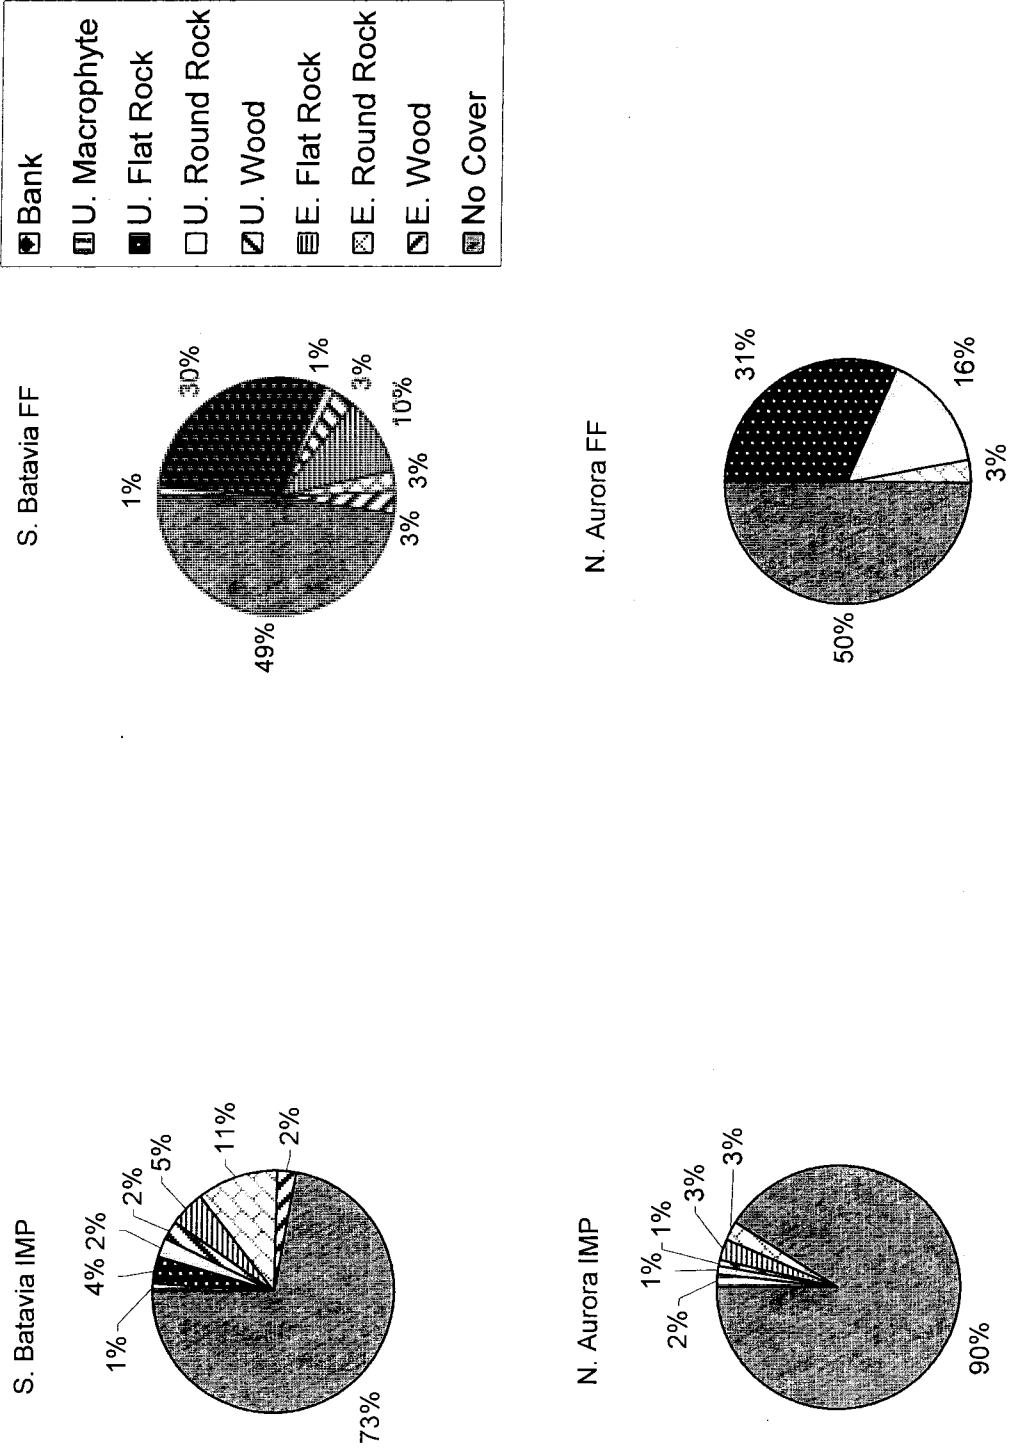 S. Batavia IMP
1%
4%
2%
2%
5%
11%
2%
73%
S. Batavia FF
1%
30%
1%
3%
10%
3%
3%
49%
Bank
U. Macrophyte
U. Flat Rock
U. Round Rock
U. Wood
E. Flat Rock
E. Round Rock
E. Wood
No Cover
N. Aurora IMP
2%
1%
1%
3%
3%
90%
N. Aurora FF
31%
16%
3%
50%